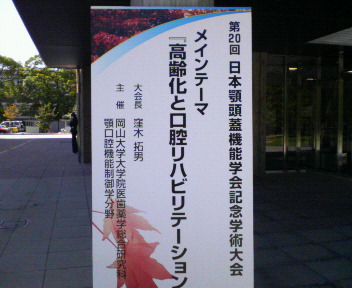 第20回 日本顎頭蓋機能学会記念学術大会
メインテーマ
『高齢化と口腔リハビリテーション
大会長 窪木 拓男
主催 岡山大学大学院医歯薬学総合研究科
顎口腔機能制御学分野